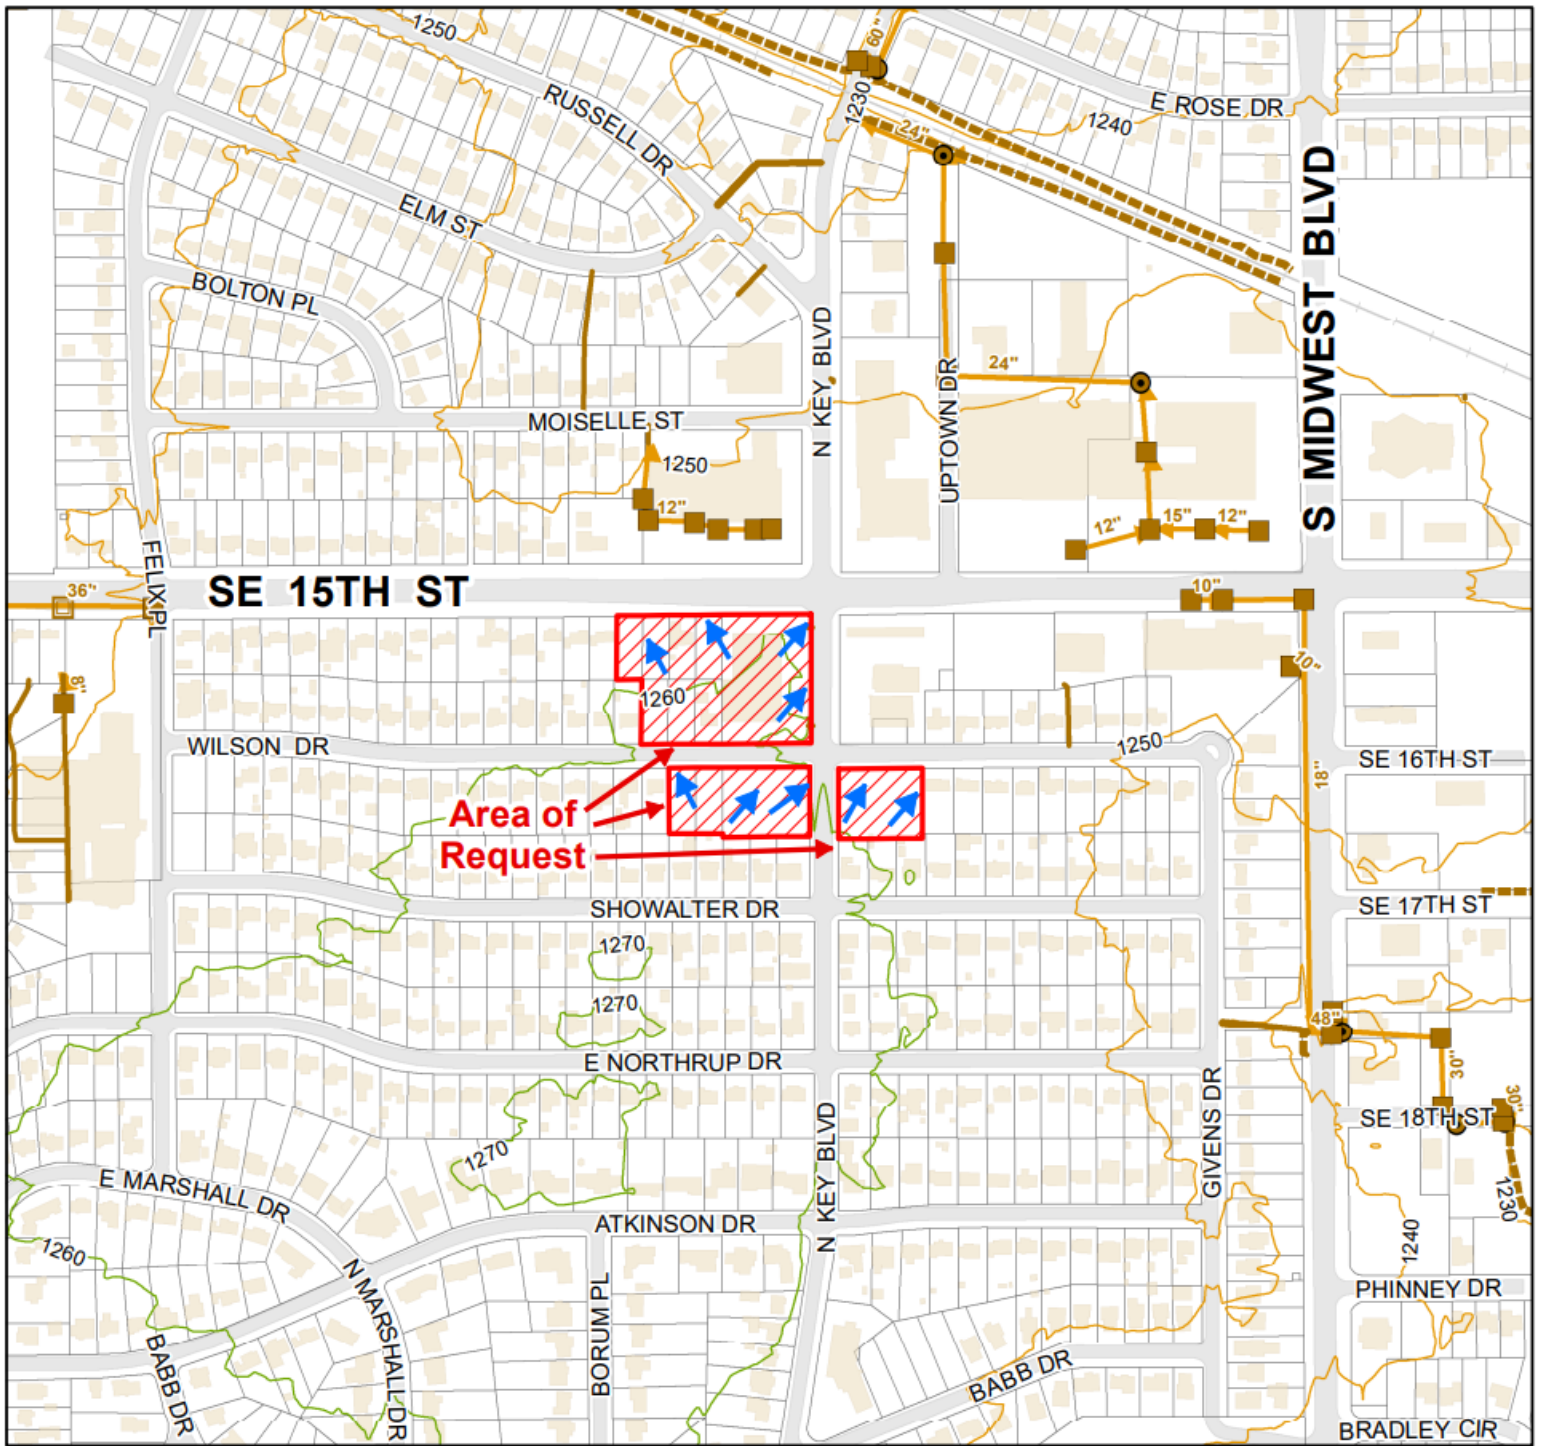 1250
60"
RUSSELL DR
1230
24"
1240
E ROSE DR
ELM ST
BOLTON PL
N KEY BLVD
UPTOWN DR
24"
S MIDWEST BLVD
MOISELLE ST
1250
12"
12"
15"
12"
FELIX PL
36"
SE 15TH ST
10"
10"
8"
1260
WILSON DR
1250
SE 16TH ST
18"
Area of
Request
SHOWALTER DR
SE 17TH ST
1270
1270
48"
E NORTHRUP DR
30"
30"
SE 18TH ST
GIVENS DR
N KEY BLVD
1270
E MARSHALL DR
1230
ATKINSON DR
1240
1260
N MARSHALL DR
BORUM PL
PHINNEY DR
BABB DR
BABB DR
BRADLEY CIR